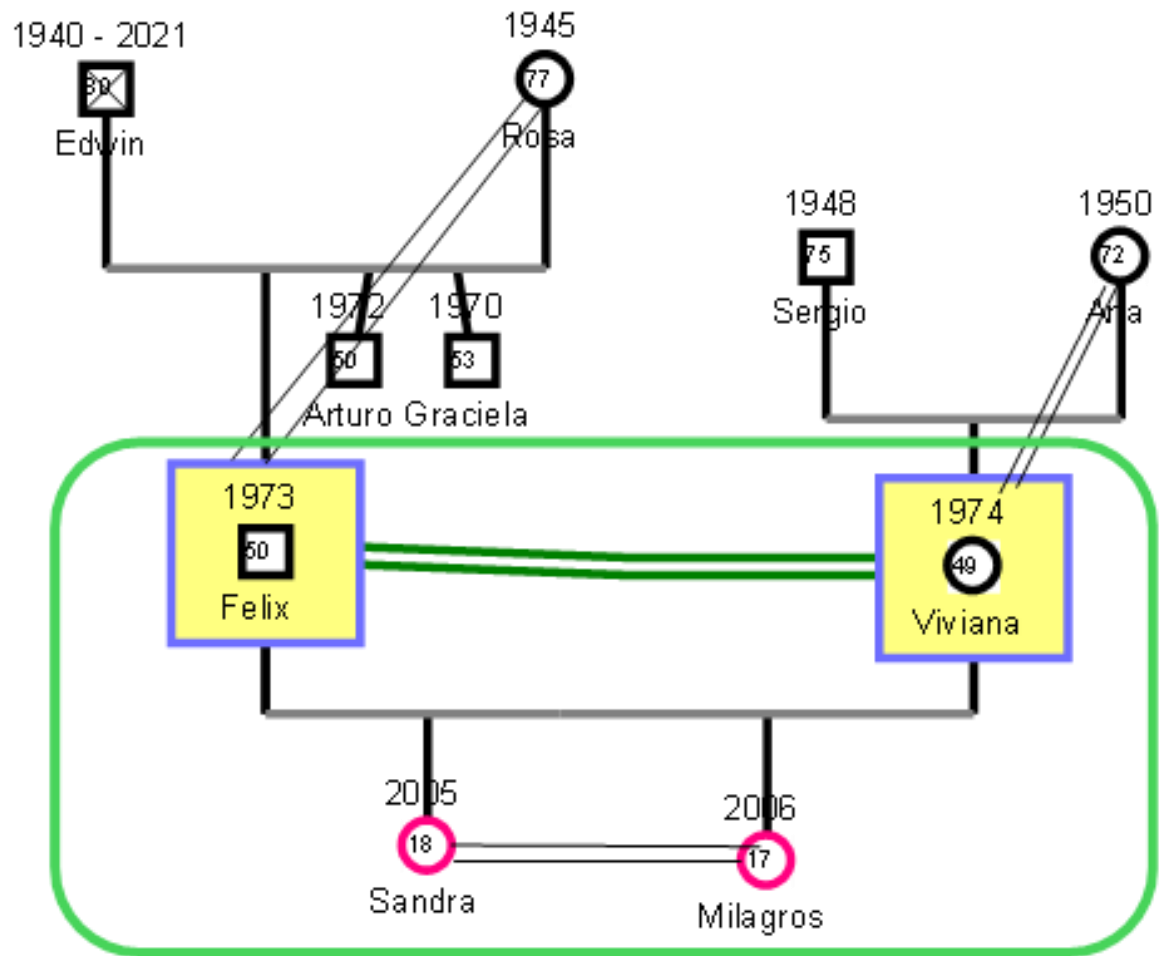 1940 - 2021
80
Edwin
1945
77
Rosa
1948
75
Sergio
1950
72
Ana
1972
50
Arturo
1970
53
Graciela
1973
50
Felix
1974
49
Viviana
2005
18
Sandra
2006
17
Milagros